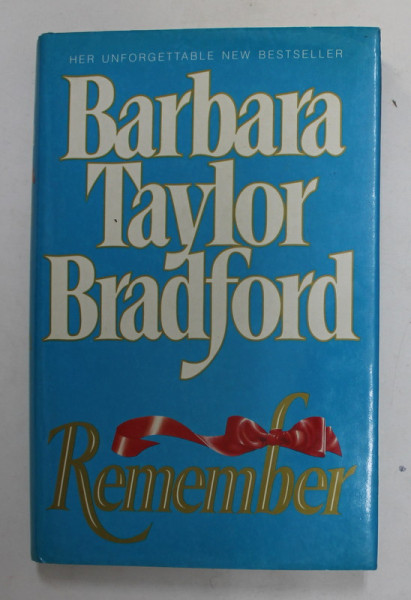 HER UNFORGETTABLE NEW BESTSELLER
Barbara
Taylor
Bradford
Remember